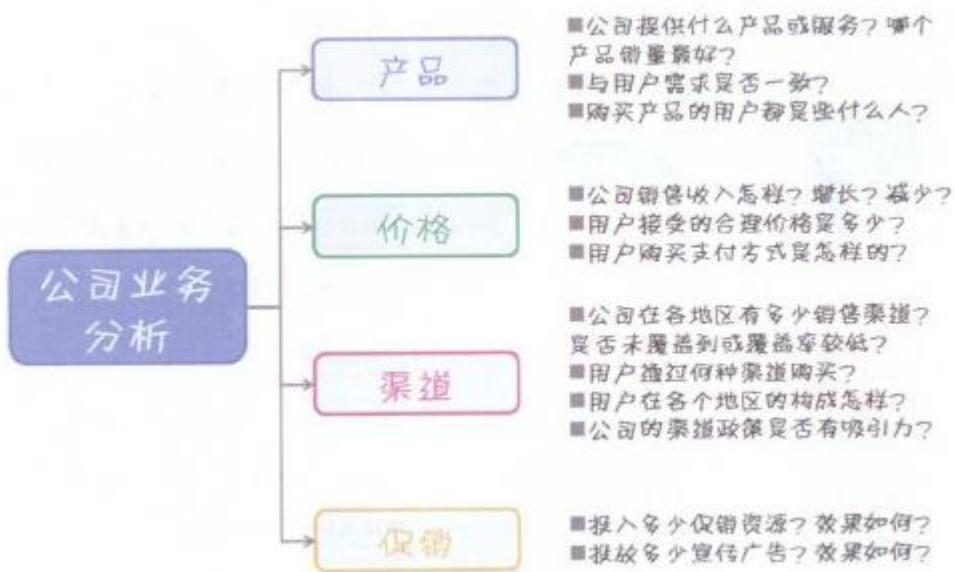 产品
■公司提供什么产品或服务？哪个
产品销量最好？
■与用户需求是否一致？
■购买产品的用户都是些什么人？
价格
■公司销售收入怎样？增长？减少？
■用户接受的合理价格是多少？
■用户购买支付方式是怎样的？
公司业务
分析
渠道
■公司在各地区有多少销售渠道？
是否未覆盖到或覆盖率较低？
■用户通过何种渠道购买？
■用户在各个地区的构成怎样？
■公司的渠道政策是否有吸引力？
促销
■投入多少促销资源？效果如何？
■投放多少宣传广告？效果如何？